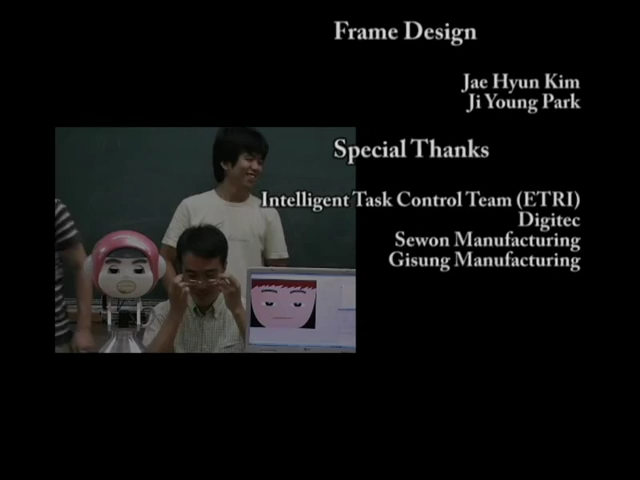 Frame Design
Jae Hyun Kim
Ji Young Park
Special Thanks
Intelligent Task Control Team (ETRI)
Digitec
Sewon Manufacturing
Gisung Manufacturing